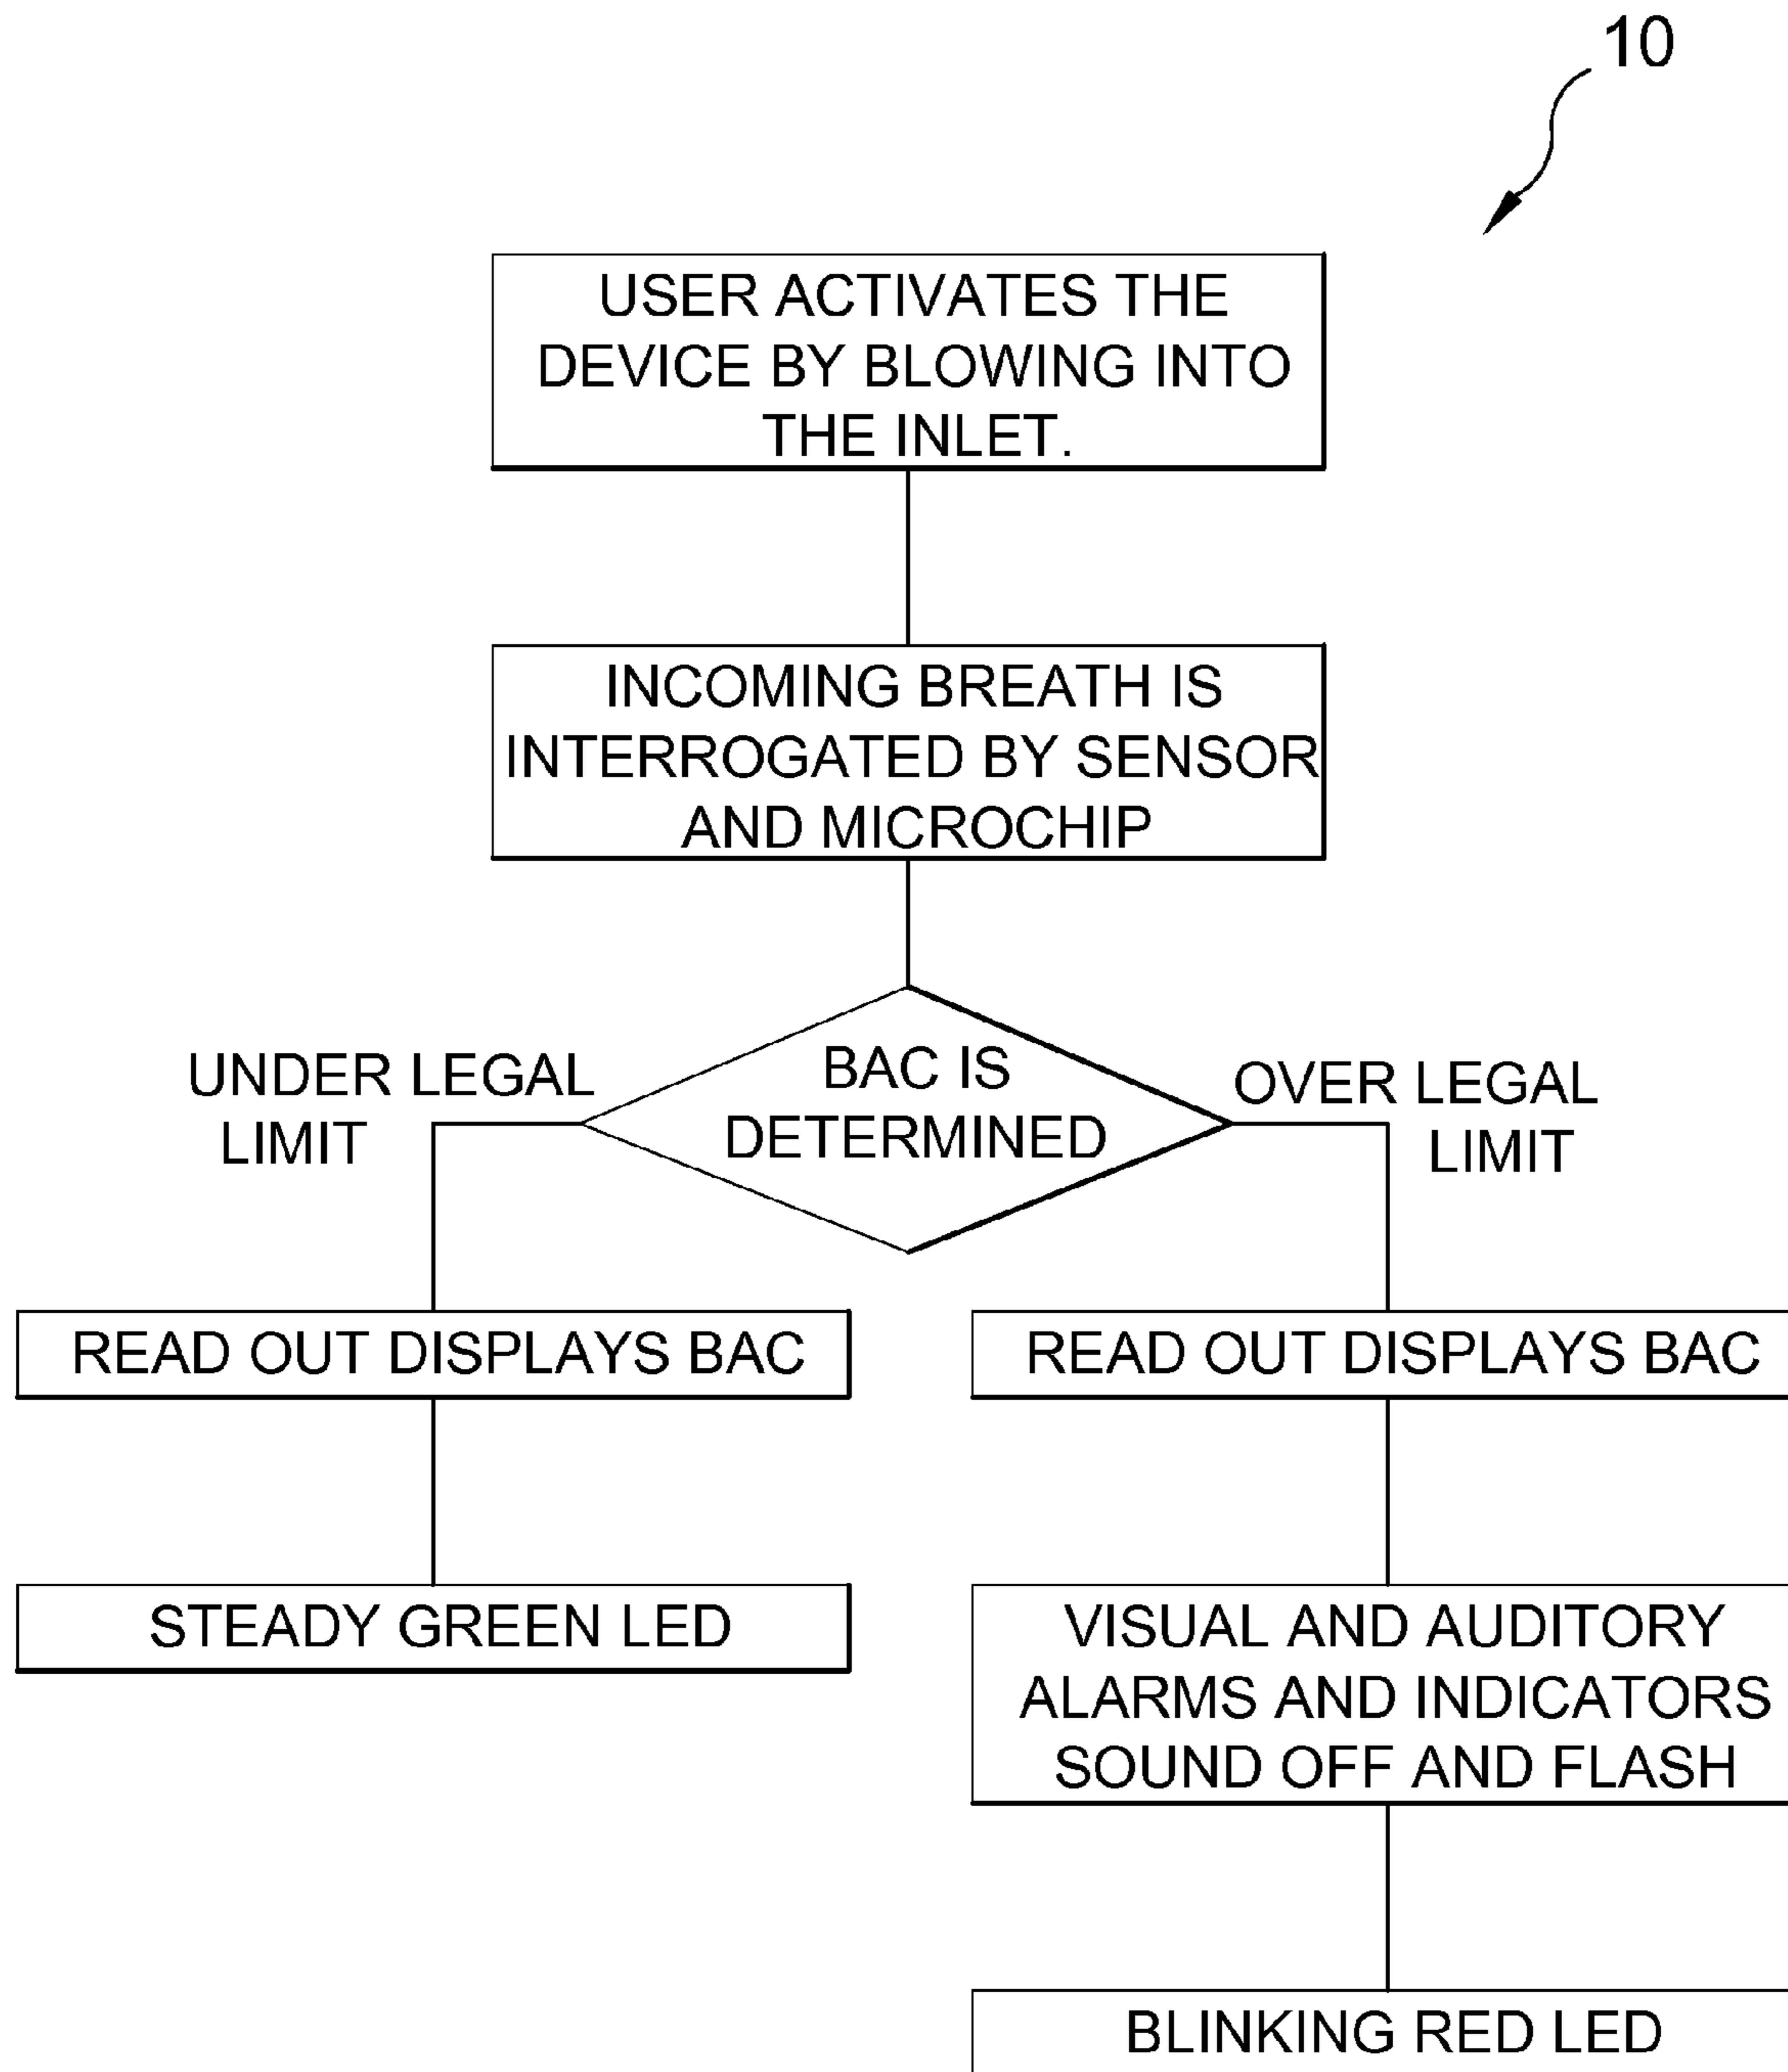 10
USER ACTIVATES THE
DEVICE BY BLOWING INTO
THE INLET.
INCOMING BREATH IS
INTERROGATED BY SENSOR
AND MICROCHIP
BAC IS
DETERMINED
UNDER LEGAL
LIMIT
OVER LEGAL
LIMIT
READ OUT DISPLAYS BAC
READ OUT DISPLAYS BAC
STEADY GREEN LED
VISUAL AND AUDITORY
ALARMS AND INDICATORS
SOUND OFF AND FLASH
BLINKING RED LED